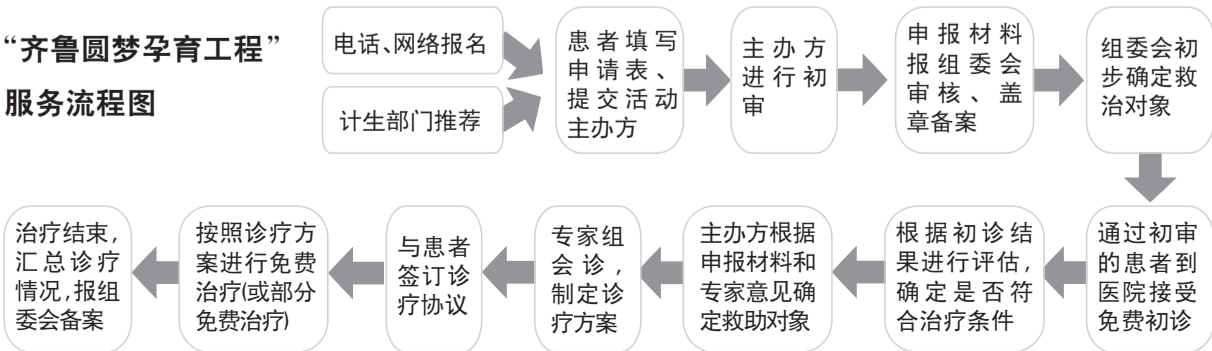 “齐鲁圆梦孕育工程”
服务流程图
电话、网络报名
计生部门推荐
患者填写
申请表、
提交活动
主办方
主办方
进行初
审
申报材料
报组委会
审核、盖
章备案
组委会初
步确定救
治对象
通过初审
的患者到
医院接受
免费初诊
根据初诊结
果进行评估,
确定是否符
合治疗条件
主办方根据
申报材料和
专家意见确
定救助对象
专家组
会诊,
制定诊
疗方案
与患者
签订诊
疗协议
按照诊疗方
案进行免费
治疗(或部分
免费治疗)
治疗结束,
汇总诊疗
情况,报组
委会备案